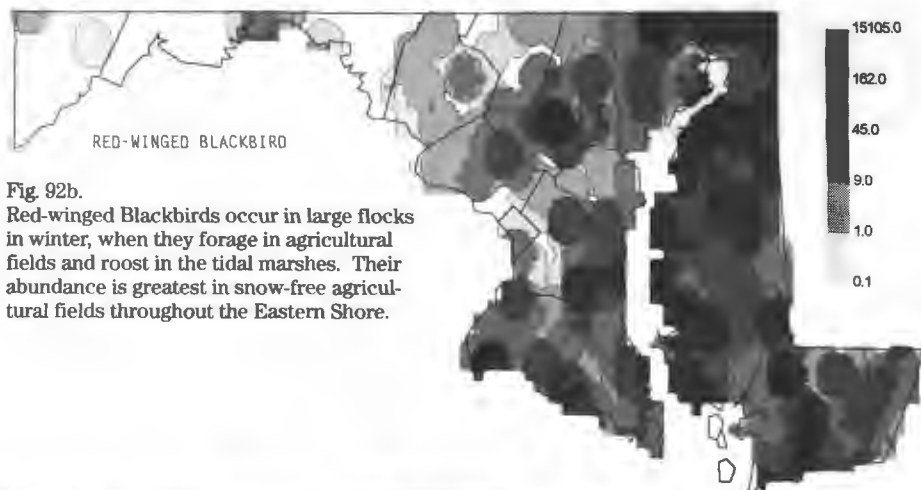 15105.0
162.0
45.0
9.0
1.0
0.1
RED-WINGED BLACKBIRD
Fig. 92b.
Red-winged Blackbirds occur in large flocks
in winter, when they forage in agricultural
fields and roost in the tidal marshes. Their
abundance is greatest in snow-free agricul-
tural fields throughout the Eastern Shore.